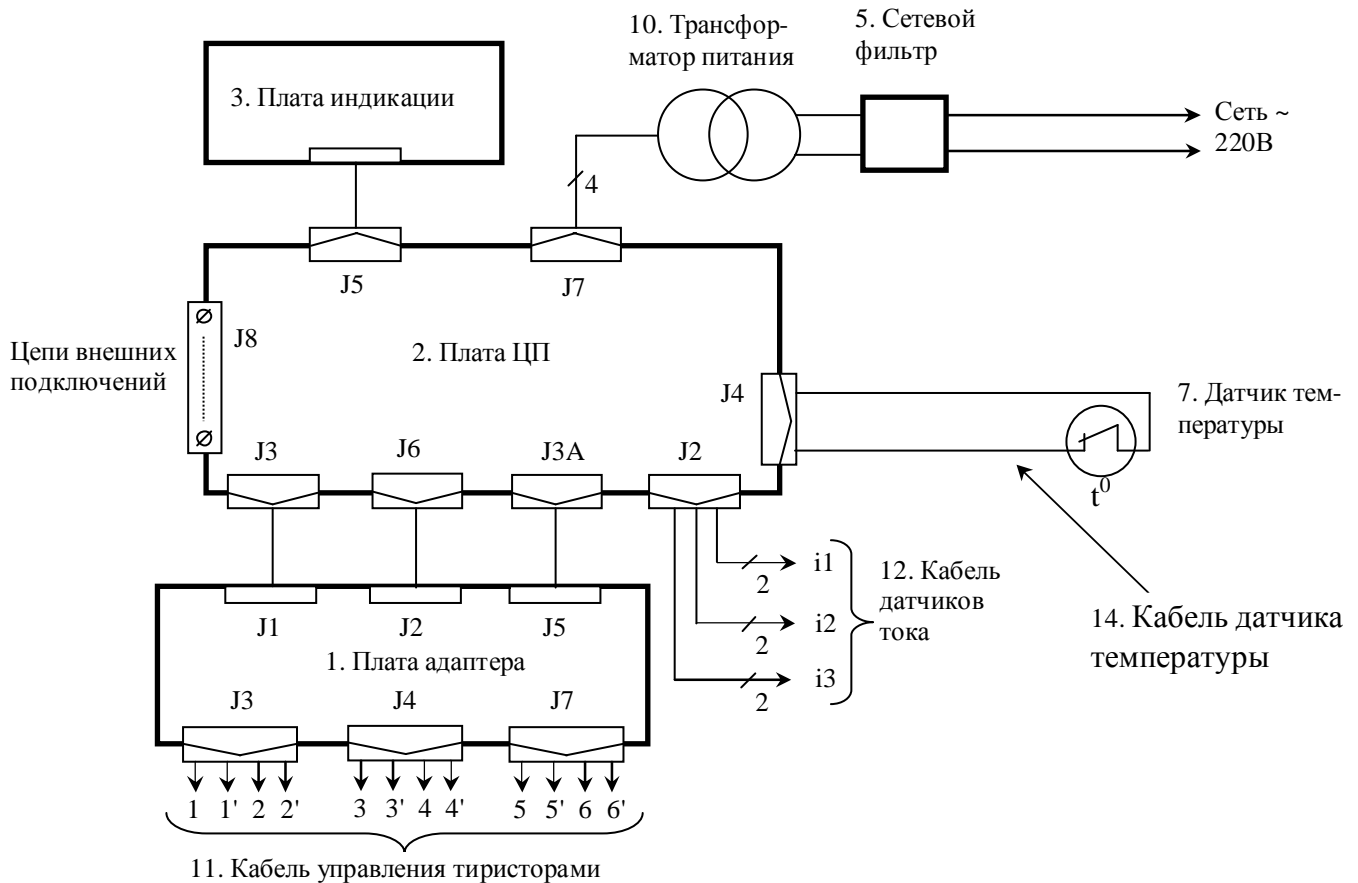 10. Трансфор-
матор питания
5. Сетевой
фильтр
3. Плата индикации
Сеть ~
220В
4
J5
J7
J8
Цепи внешних
подключений
2. Плата ЦП
J4
7. Датчик тем-
пературы
t⁰
J3
J6
J3A
J2
i1
2
i2
2
i3
2
12. Кабель
датчиков
тока
14. Кабель датчика
температуры
J1
J2
J5
1. Плата адаптера
J3
J4
J7
1 1' 2 2' 3 3' 4 4' 5 5' 6 6'
11. Кабель управления тиристорами